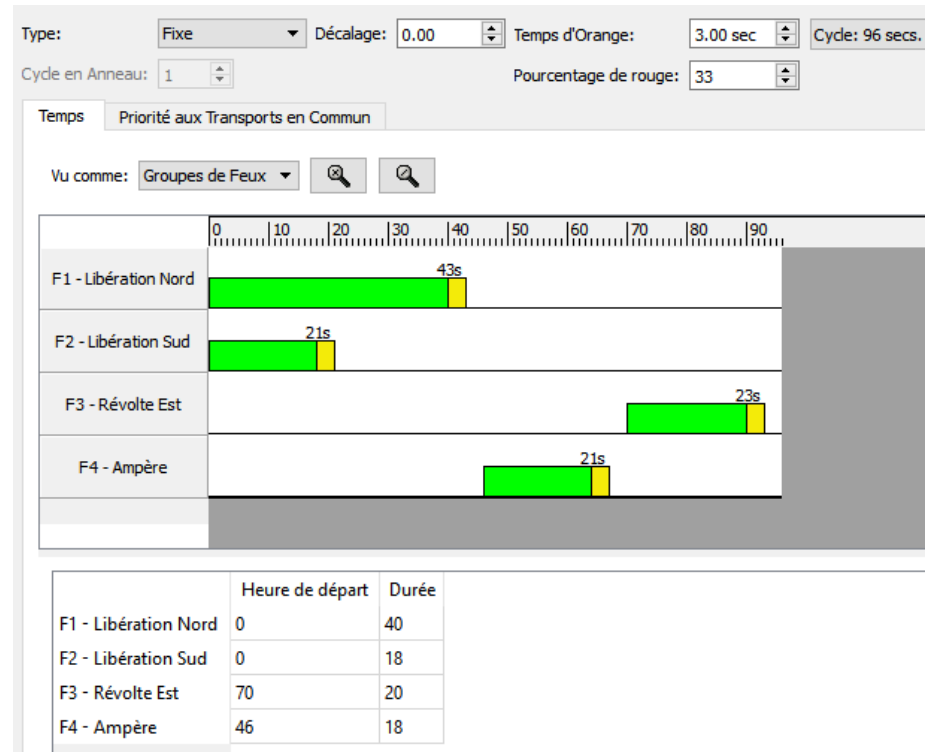 Type: Fixe Décalage: 0.00 Temps d'Orange: 3.00 sec Cycle: 96 secs.
Cycle en Anneau: 1 Pourcentage de rouge: 33
Temps Priorité aux Transports en Commun
Vu comme: Groupes de Feux
0 10 20 30 40 50 60 70 80 90
F1 - Libération Nord 43s
F2 - Libération Sud 21s
F3 - Révolte Est 23s
F4 - Ampère 21s
Heure de départ Durée
F1 - Libération Nord 0 40
F2 - Libération Sud 0 18
F3 - Révolte Est 70 20
F4 - Ampère 46 18